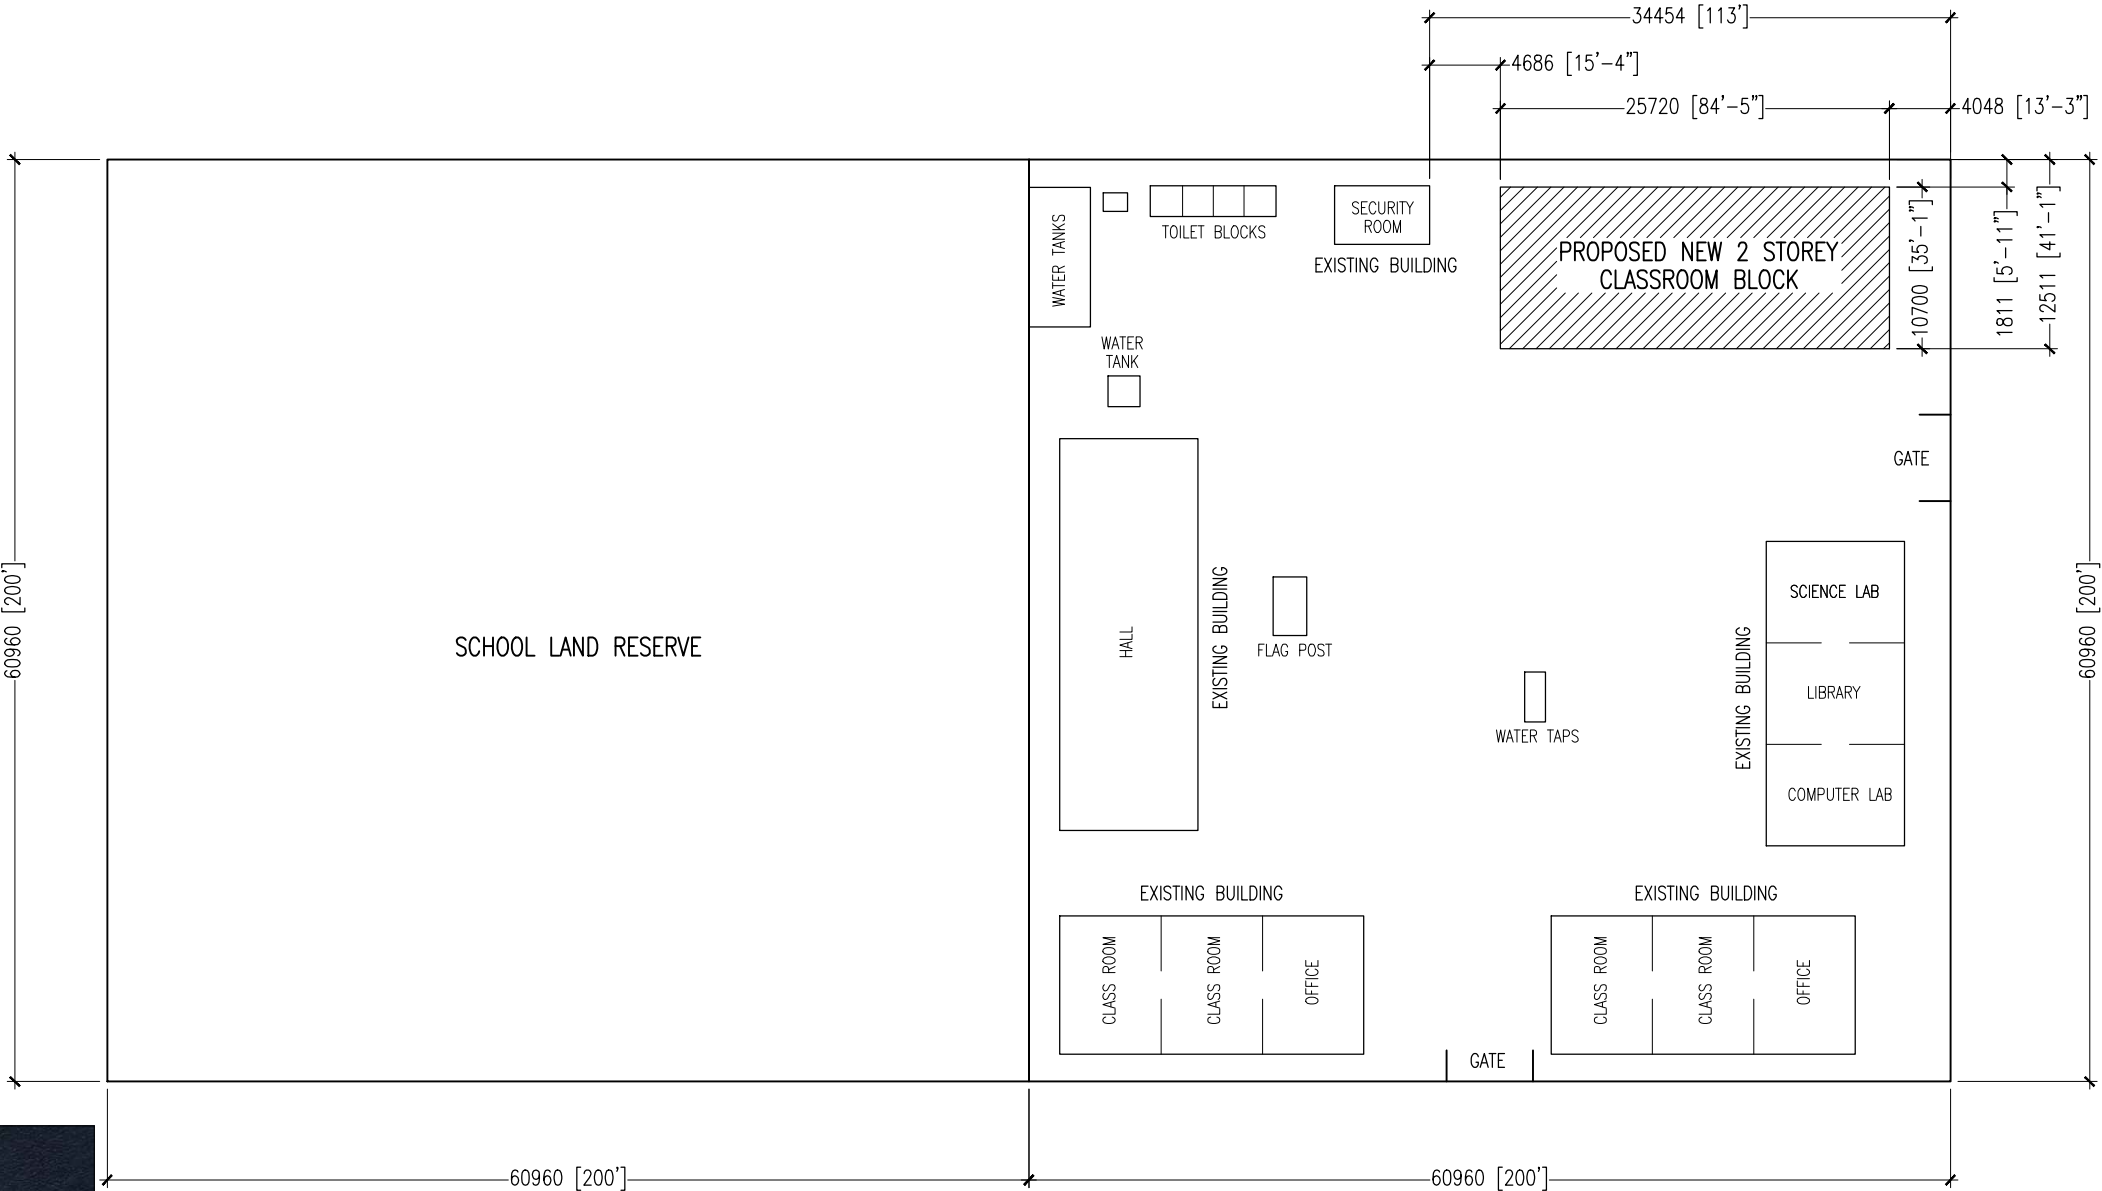 34454 [113']
4686 [15'-4"]
25720 [84'-5"]
4048 [13'-3"]
WATER TANKS
TOILET BLOCKS
SECURITY
ROOM
EXISTING BUILDING
PROPOSED NEW 2 STOREY
CLASSROOM BLOCK
10700 [35'-1"]
1811 [5'-11"]
12511 [41'-1"]
WATER
TANK
GATE
60960 [200']
SCHOOL LAND RESERVE
HALL
EXISTING BUILDING
FLAG POST
WATER TAPS
EXISTING BUILDING
SCIENCE LAB
LIBRARY
COMPUTER LAB
60960 [200']
EXISTING BUILDING
CLASS ROOM
CLASS ROOM
OFFICE
EXISTING BUILDING
CLASS ROOM
CLASS ROOM
OFFICE
GATE
60960 [200']
60960 [200']